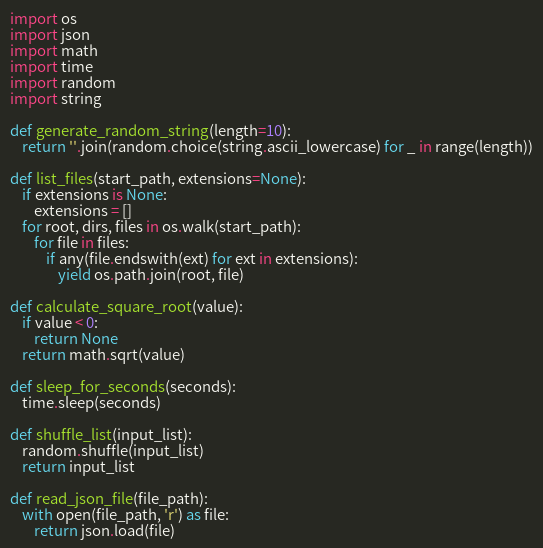 import os
import json
import math
import time
import random
import string

def generate_random_string(length=10):
    return ''.join(random.choice(string.ascii_lowercase) for _ in range(length))

def list_files(start_path, extensions=None):
    if extensions is None:
        extensions = []
    for root, dirs, files in os.walk(start_path):
        for file in files:
            if any(file.endswith(ext) for ext in extensions):
                yield os.path.join(root, file)

def calculate_square_root(value):
    if value < 0:
        return None
    return math.sqrt(value)

def sleep_for_seconds(seconds):
    time.sleep(seconds)

def shuffle_list(input_list):
    random.shuffle(input_list)
    return input_list

def read_json_file(file_path):
    with open(file_path, 'r') as file:
        return json.load(file)